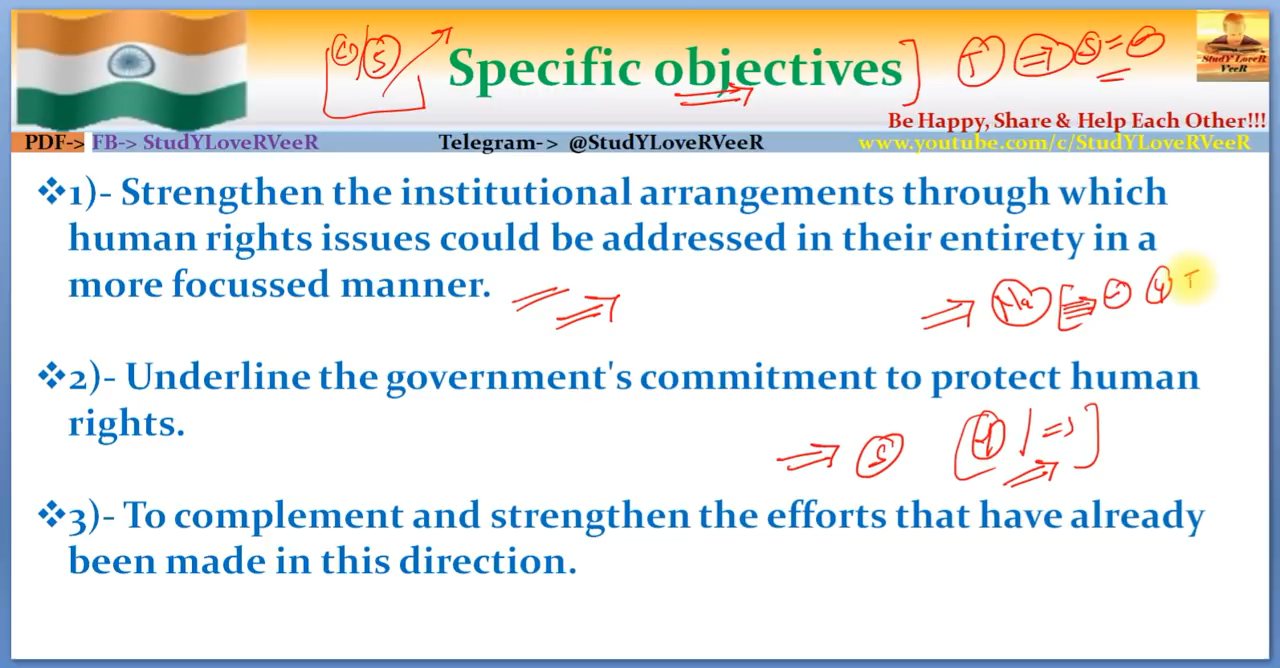 Specific objectives
StudY LoveR
VeeR
Be Happy, Share & Help Each Other!!!
PDF-> FB-> StudYLoveRVeeR Telegram-> @StudYLoveRVeeR www.youtube.com/c/StudYLoveRVeeR
❖1)- Strengthen the institutional arrangements through which
human rights issues could be addressed in their entirety in a
more focussed manner.
❖2)- Underline the government's commitment to protect human
rights.
❖3)- To complement and strengthen the efforts that have already
been made in this direction.